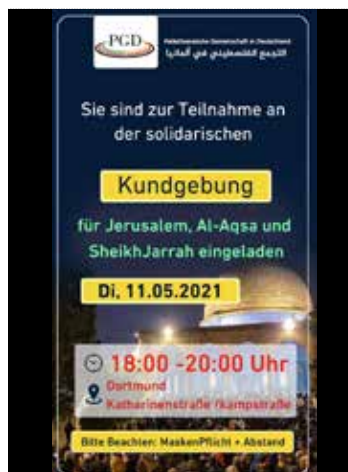 PGD
Palästinensische Gemeinschaft in Deutschland
التجمع الفلسطيني في ألمانيا
Sie sind zur Teilnahme an
der solidarischen
Kundgebung
für Jerusalem, Al-Aqsa und
SheikhJarrah eingeladen
Di, 11.05.2021
18:00 -20:00 Uhr
Dortmund
Katharinenstraße /kampstraße
Bitte Beachten: MaskenPflicht + Abstand